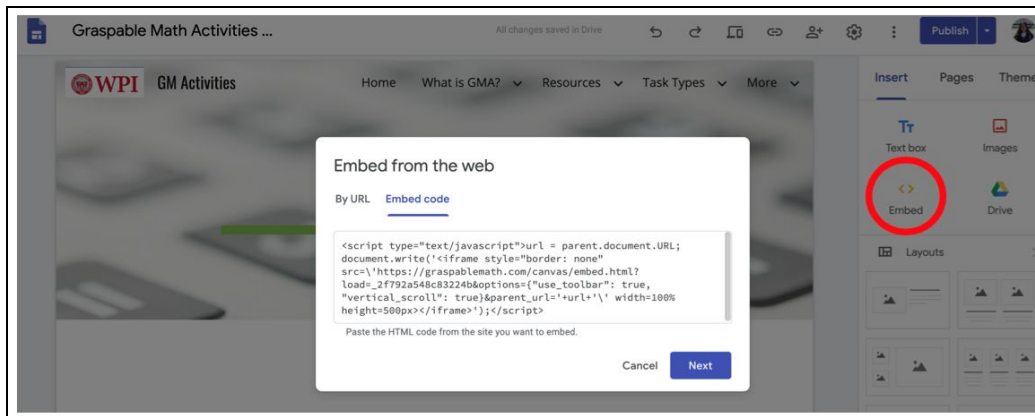 Graspable Math Activities ...
All changes saved in Drive
Publish
WPI GM Activities
Home What is GMA? Resources Task Types More
Insert Pages Theme
Text box Images
Embed Drive
Layouts
Embed from the web
By URL Embed code
<script type="text/javascript">url = parent.document.URL;
document.write('<iframe style="border: none"
src=\'https://graspablemath.com/canvas/embed.html?
load=_2f792a548c83224b&options={"use_toolbar": true,
"vertical_scroll": true}&parent_url='+url+'\' width=100%
height=500px></iframe>');</script>
Paste the HTML code from the site you want to embed.
Cancel Next